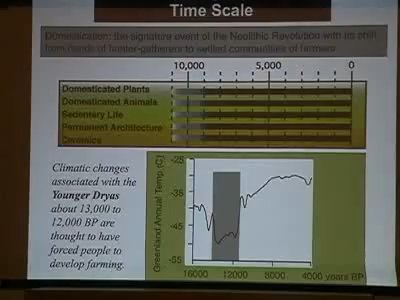 Time Scale
Domestication: the signature event of the Neolithic Revolution with its shift
from bands of hunter-gatherers to settled communities of farmers.
10,000 5,000 0
Domesticated Plants
Domesticated Animals
Sedentary Life
Permanent Architecture
Ceramics
Climatic changes
associated with the
Younger Dryas
about 13,000 to
12,000 BP are
thought to have
forced people to
develop farming.
Greenland Annual Temp (C)
-25
-35
-45
-55
16000 12000 8000 4000 years BP